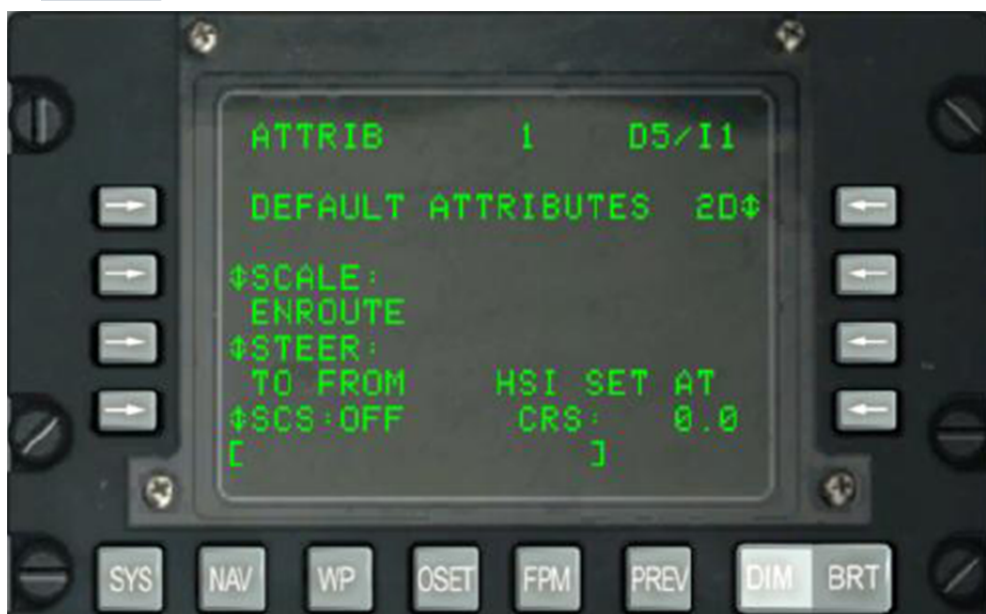 ATTRIB 1 D5/I1
DEFAULT ATTRIBUTES 2D↕
↕SCALE:
ENROUTE
↕STEER:
TO FROM HSI SET AT
↕SCS:OFF CRS: 0.0
[ ]
SYS NAV WP OSET FPM PREV DIM BRT